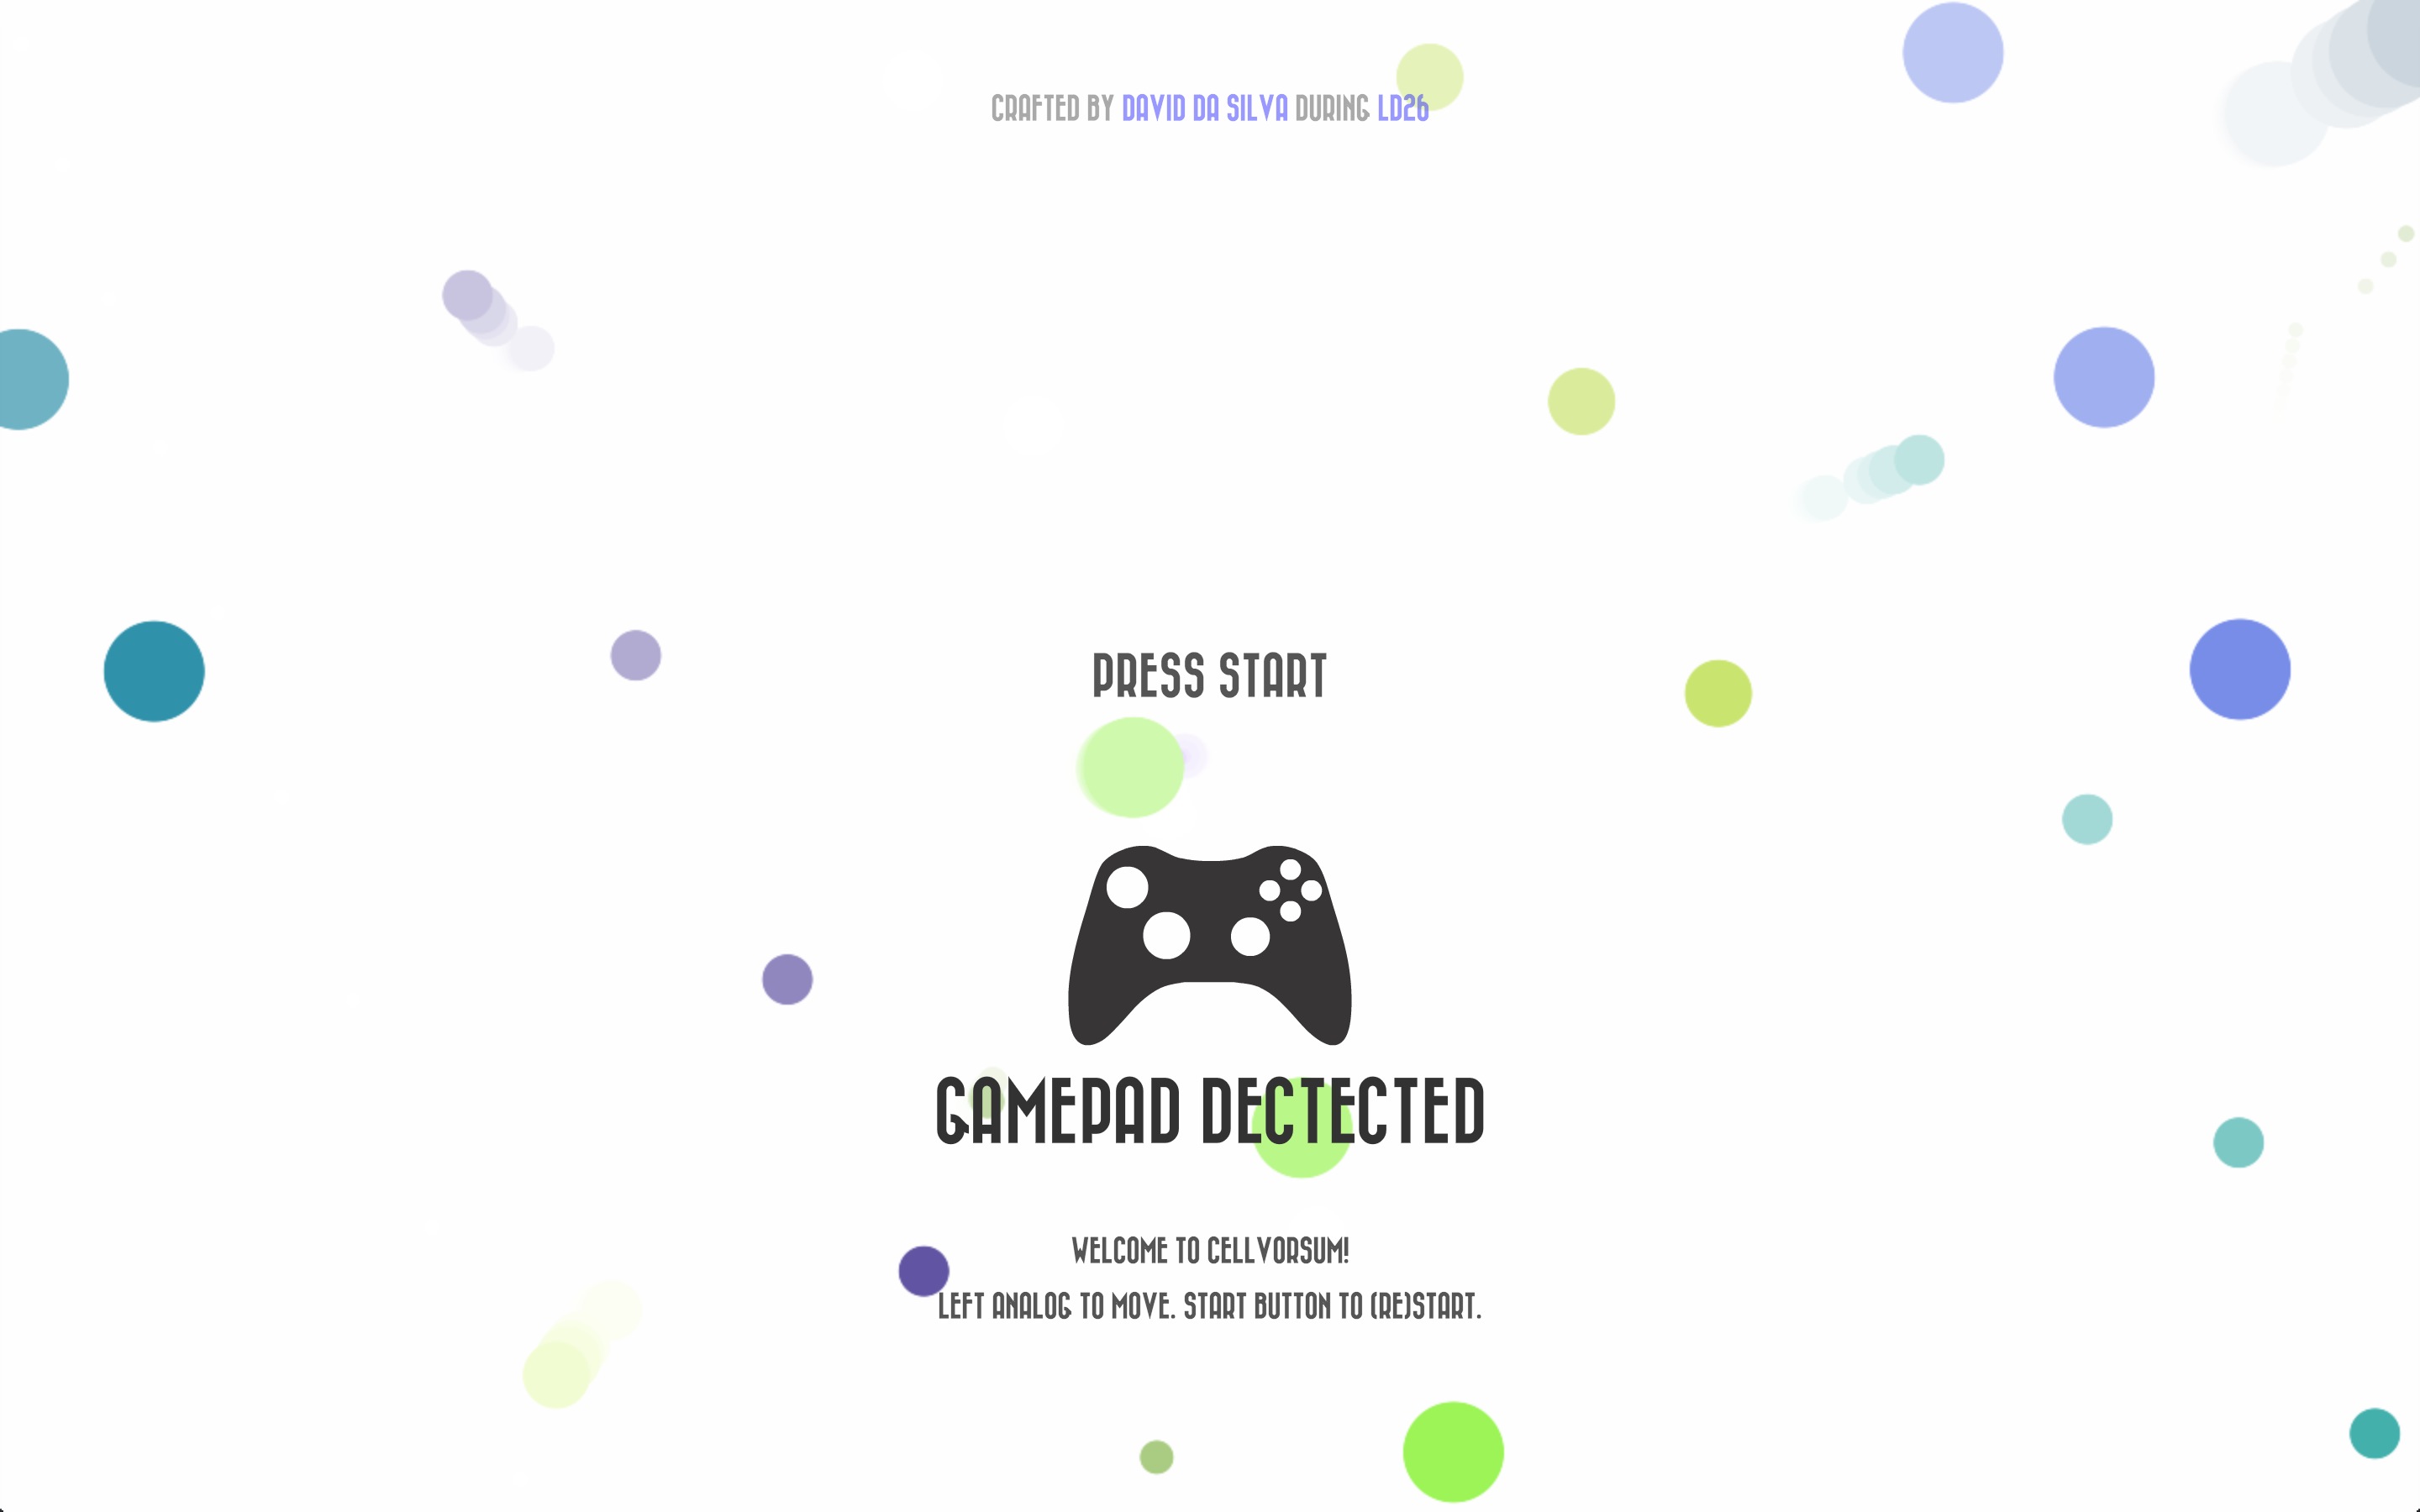 CRAFTED BY DAVID DA SILVA DURING LD26
PRESS START
GAMEPAD DECTECTED
WELCOME TO CELLVORSUM!
LEFT ANALOG TO MOVE. START BUTTON TO (RE)START.